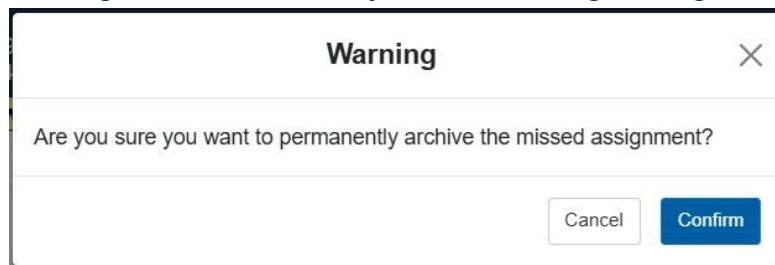 Warning
Are you sure you want to permanently archive the missed assignment?
Cancel
Confirm